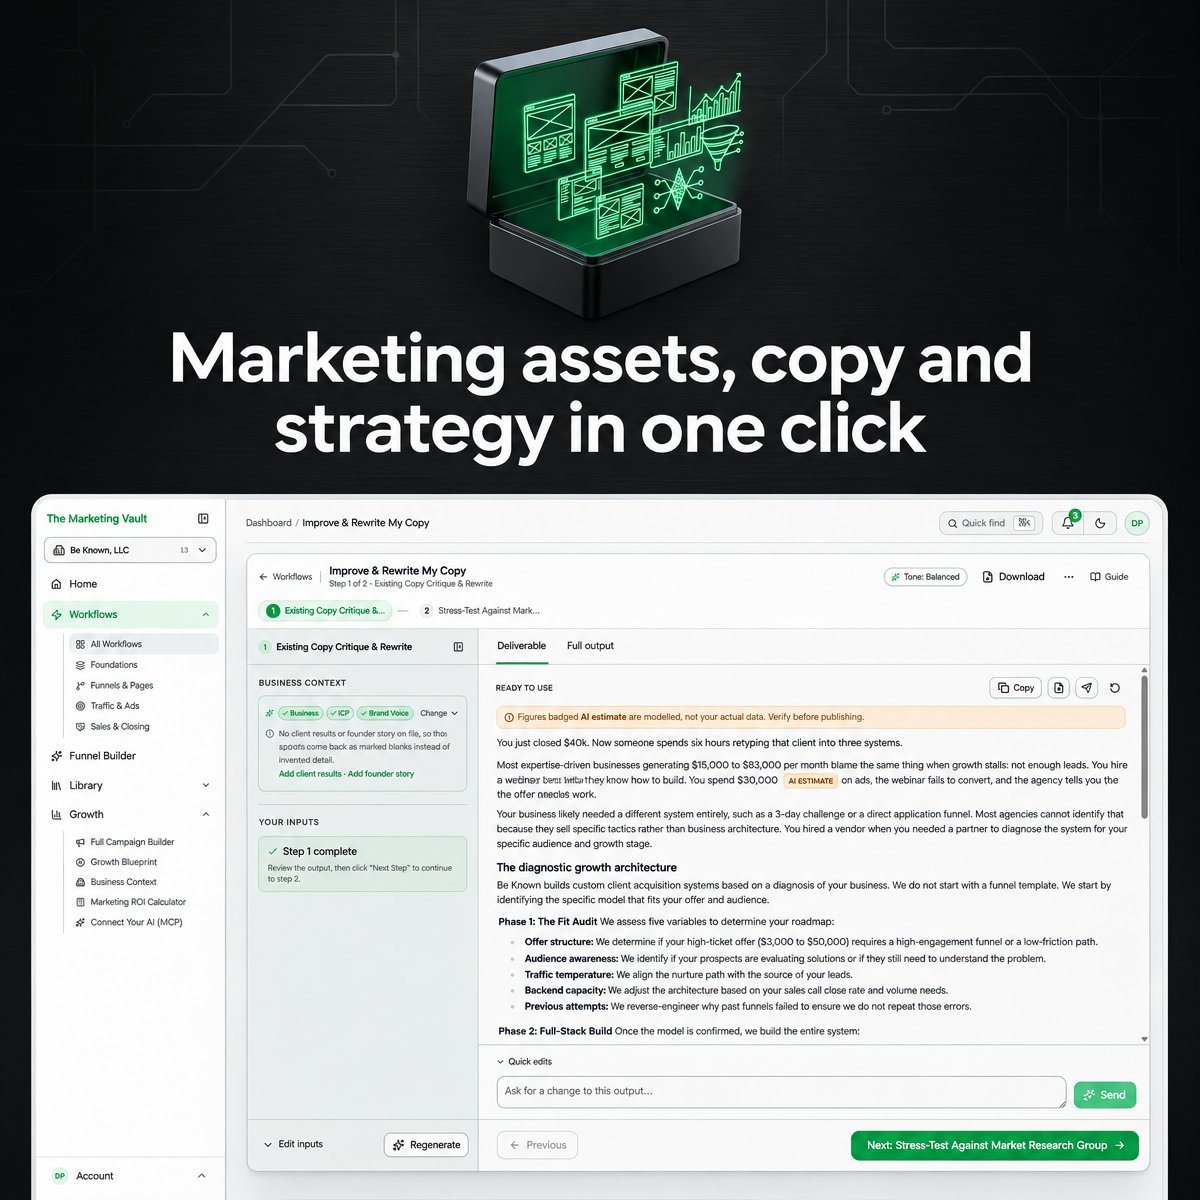 Marketing assets, copy and
strategy in one click
The Marketing Vault
Be Known, LLC 13
Home
Workflows
All Workflows
Foundations
Funnels & Pages
Traffic & Ads
Sales & Closing
Funnel Builder
Library
Growth
Full Campaign Builder
Growth Blueprint
Business Context
Marketing ROI Calculator
Connect Your AI (MCP)
DP Account
Dashboard / Improve & Rewrite My Copy
Quick find ⌘K
3
DP
← Workflows
Improve & Rewrite My Copy
Step 1 of 2 - Existing Copy Critique & Rewrite
Tone: Balanced
Download
...
Guide
1 Existing Copy Critique &...
2 Stress-Test Against Mark...
1 Existing Copy Critique & Rewrite
BUSINESS CONTEXT
Business ICP Brand Voice Change
No client results or founder story on file, so
spots come back as marked blanks instead of
invented detail.
Add client results · Add founder story
YOUR INPUTS
Step 1 complete
Review the output, then click "Next Step" to continue
to step 2.
Edit inputs
Regenerate
Deliverable
Full output
READY TO USE
Copy
Figures badged AI estimate are modelled, not your actual data. Verify before publishing.
You just closed $40k. Now someone spends six hours retyping that client into three systems.
Most expertise-driven businesses generating $15,000 to $83,000 per month blame the same thing when growth stalls: not enough leads. You hire
a webinar they know how to build. You spend $30,000 AI ESTIMATE on ads, the webinar fails to convert, and the agency tells you the
the offer work.
Your business likely needed a different system entirely, such as a 3-day challenge or a direct application funnel. Most agencies cannot identify that
because they sell specific tactics rather than business architecture. You hired a vendor when you needed a partner to diagnose the system for your
specific audience and growth stage.
The diagnostic growth architecture
Be Known builds custom client acquisition systems based on a diagnosis of your business. We do not start with a funnel template. We start by
identifying the specific model that fits your offer and audience.
Phase 1: The Fit Audit We assess five variables to determine your roadmap:
Offer structure: We determine if your high-ticket offer ($3,000 to $50,000) requires a high-engagement funnel or a low-friction path.
Audience awareness: We identify if your prospects are evaluating solutions or if they still need to understand the problem.
Traffic temperature: We align the nurture path with the source of your leads.
Backend capacity: We adjust the architecture based on your sales call close rate and volume needs.
Previous attempts: We reverse-engineer why past funnels failed to ensure we do not repeat those errors.
Phase 2: Full-Stack Build Once the model is confirmed, we build the entire system:
Quick edits
Ask for a change to this output...
Send
← Previous
Next: Stress-Test Against Market Research Group →